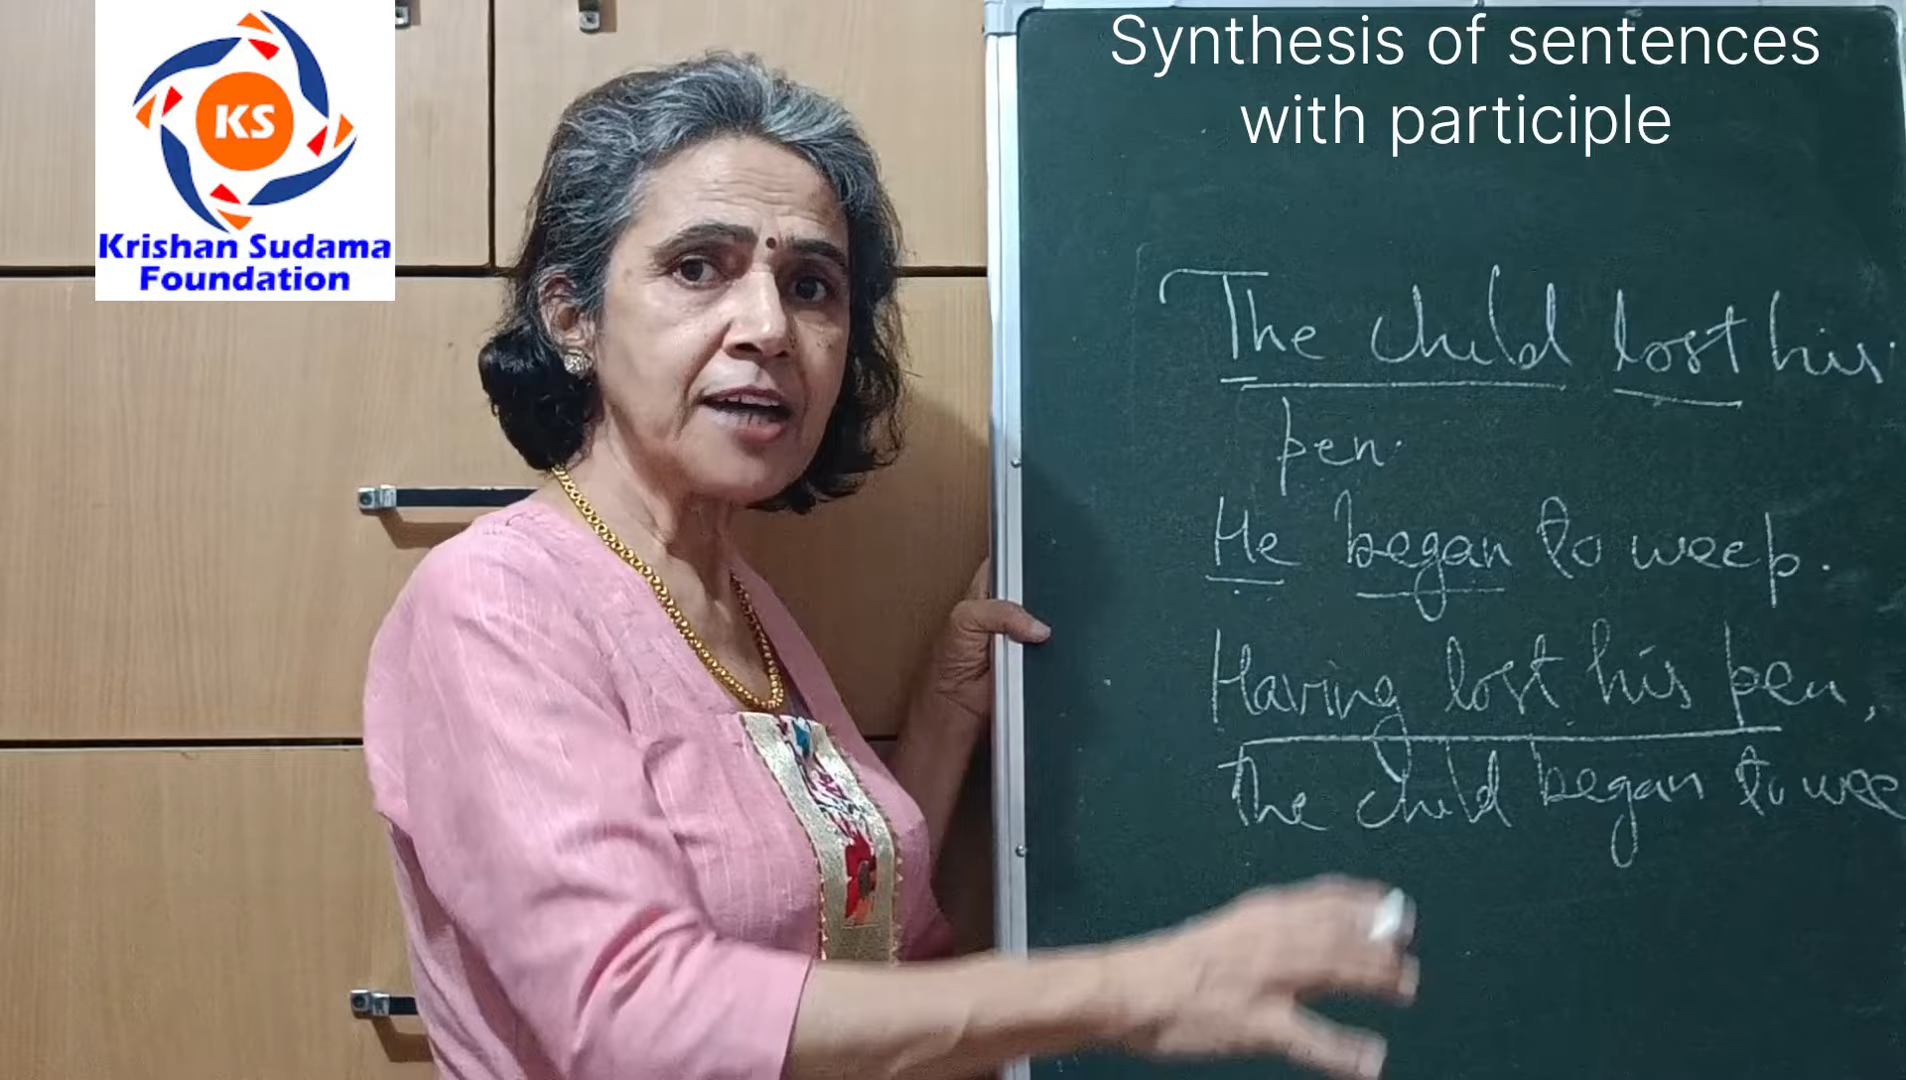 KS
Krishan Sudama
Foundation
Synthesis of sentences
with participle
The child lost his
pen.
He began to weep.
Having lost his pen,
the child began to wee